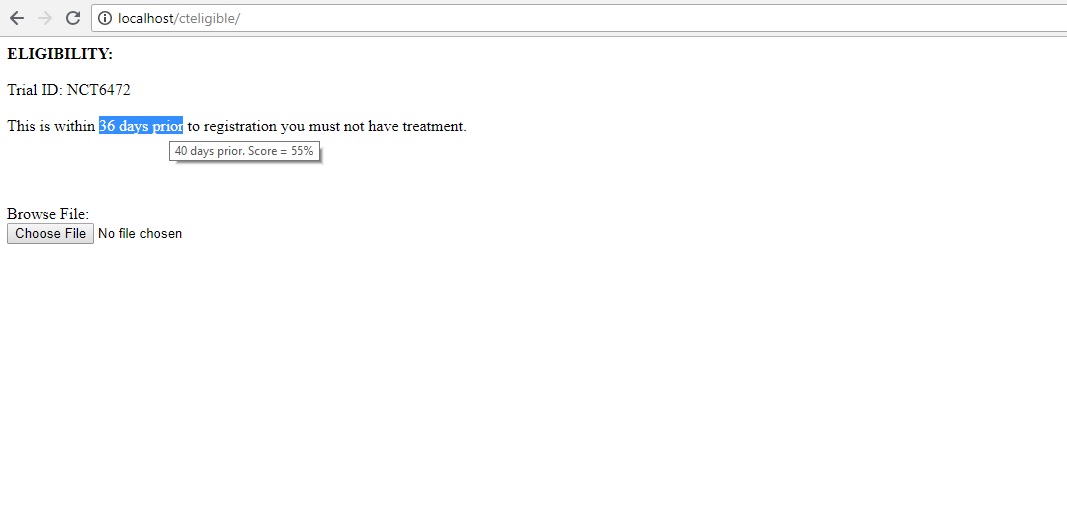 localhost/cteligible/
ELIGIBILITY:
Trial ID: NCT6472
This is within 36 days prior to registration you must not have treatment.
40 days prior. Score = 55%
Browse File:
Choose File No file chosen